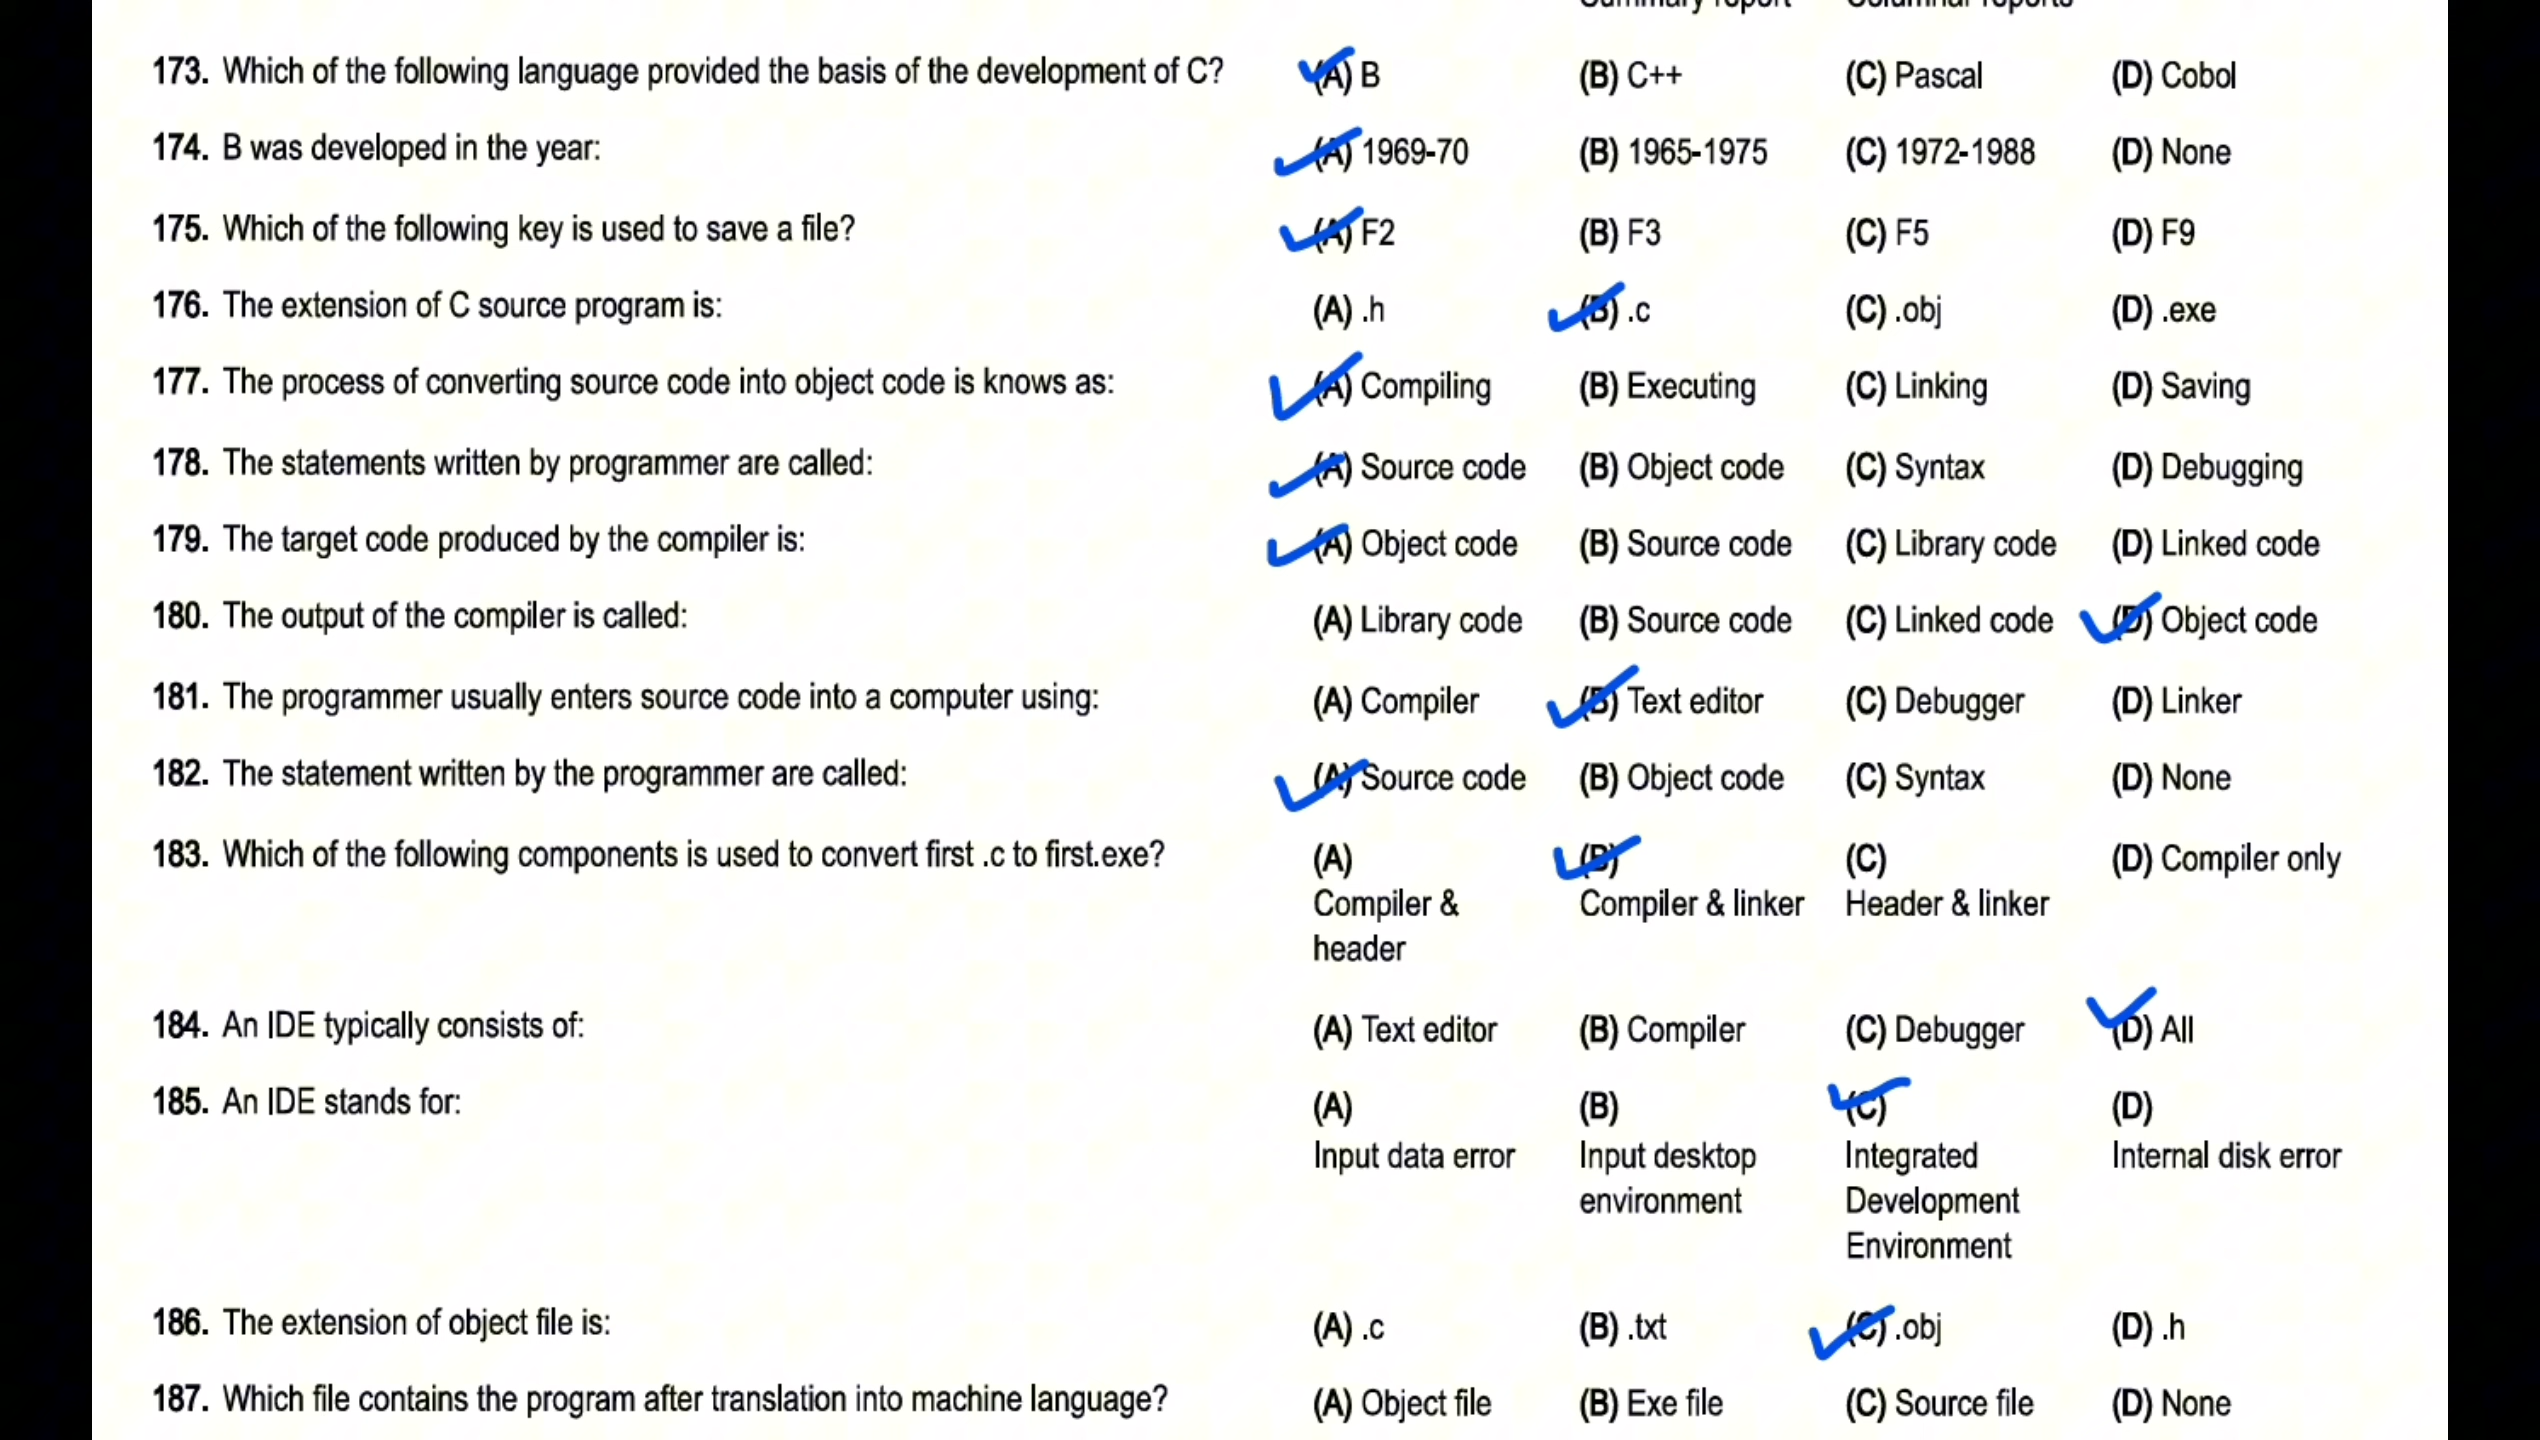 Summary report Columnar reports
173. Which of the following language provided the basis of the development of C? (A) B (B) C++ (C) Pascal (D) Cobol
174. B was developed in the year: (A) 1969-70 (B) 1965-1975 (C) 1972-1988 (D) None
175. Which of the following key is used to save a file? (A) F2 (B) F3 (C) F5 (D) F9
176. The extension of C source program is: (A) .h (B) .c (C) .obj (D) .exe
177. The process of converting source code into object code is knows as: (A) Compiling (B) Executing (C) Linking (D) Saving
178. The statements written by programmer are called: (A) Source code (B) Object code (C) Syntax (D) Debugging
179. The target code produced by the compiler is: (A) Object code (B) Source code (C) Library code (D) Linked code
180. The output of the compiler is called: (A) Library code (B) Source code (C) Linked code (D) Object code
181. The programmer usually enters source code into a computer using: (A) Compiler (B) Text editor (C) Debugger (D) Linker
182. The statement written by the programmer are called: (A) Source code (B) Object code (C) Syntax (D) None
183. Which of the following components is used to convert first .c to first.exe? (A) (B) (C) (D) Compiler only
Compiler & Compiler & linker Header & linker
header
184. An IDE typically consists of: (A) Text editor (B) Compiler (C) Debugger (D) All
185. An IDE stands for: (A) (B) (C) (D)
Input data error Input desktop Integrated Internal disk error
environment Development
Environment
186. The extension of object file is: (A) .c (B) .txt (C) .obj (D) .h
187. Which file contains the program after translation into machine language? (A) Object file (B) Exe file (C) Source file (D) None